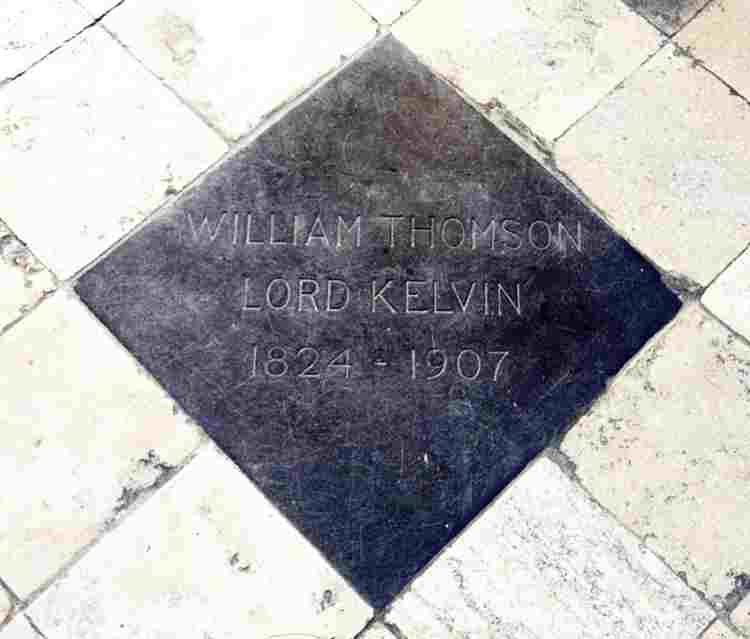 WILLIAM THOMSON
LORD KELVIN
1824 - 1907